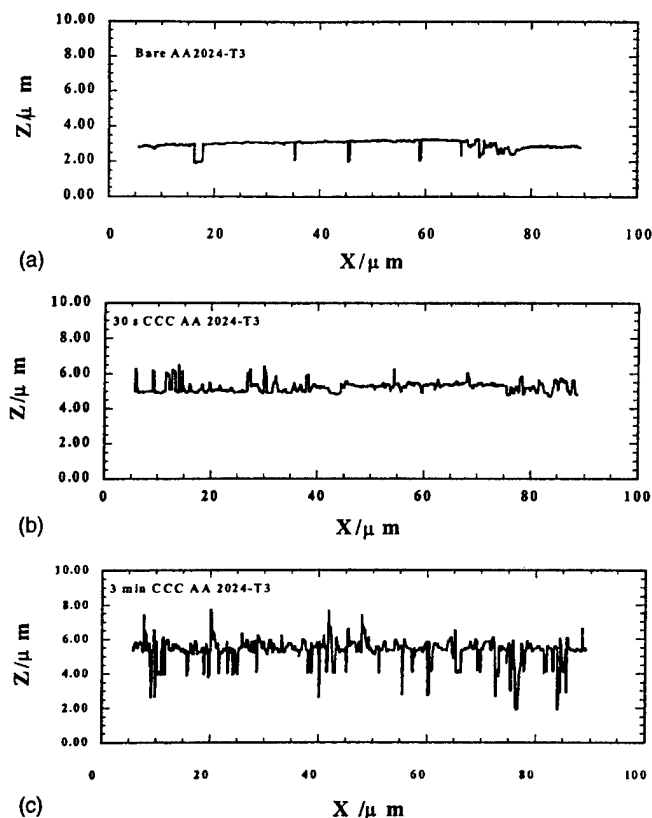 10.00
8.00
6.00
4.00
2.00
0.00
Z/μ m
Bare AA2024-T3
0 20 40 60 80 100
(a)
X/μ m
10.00
8.00
6.00
4.00
2.00
0.00
Z/μ m
30 s CCC AA 2024-T3
0 20 40 60 80 100
(b)
X/μ m
10.00
8.00
6.00
4.00
2.00
0.00
Z/μ m
3 min CCC AA 2024-T3
0 20 40 60 80 100
(c)
X /μ m